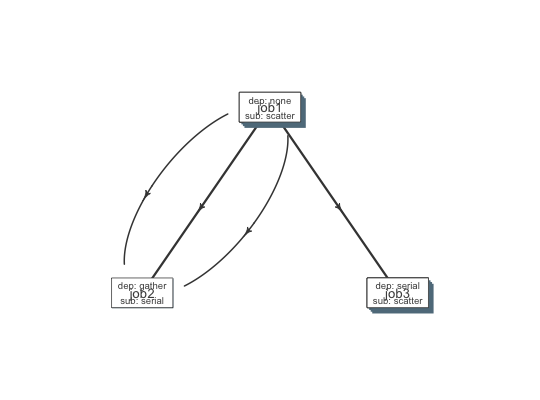 dep: none
job1
sub: scatter
dep: gather
job2
sub: serial
dep: serial
job3
sub: scatter